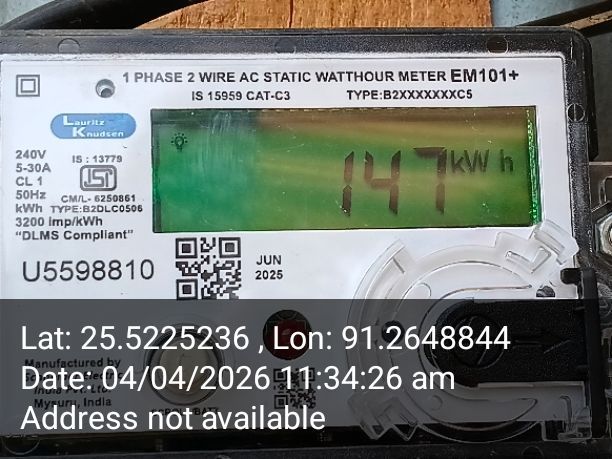 1 PHASE 2 WIRE AC STATIC WATTHOUR METER EM101+
IS 15959 CAT-C3 TYPE:B2XXXXXXXC5
Lauritz
Knudsen
147 kWh
240V
5-30A
CL 1
50Hz
kWh
3200 imp/kWh
"DLMS Compliant"
IS : 13779
ISI
CM/L- 6250861
TYPE:B2DLC0506
U5598810
JUN
2025
Lat: 25.5225236 , Lon: 91.2648844
Manufactured by
Date: 04/04/2026 11:34:26 am
Mysuru, India
Address not available